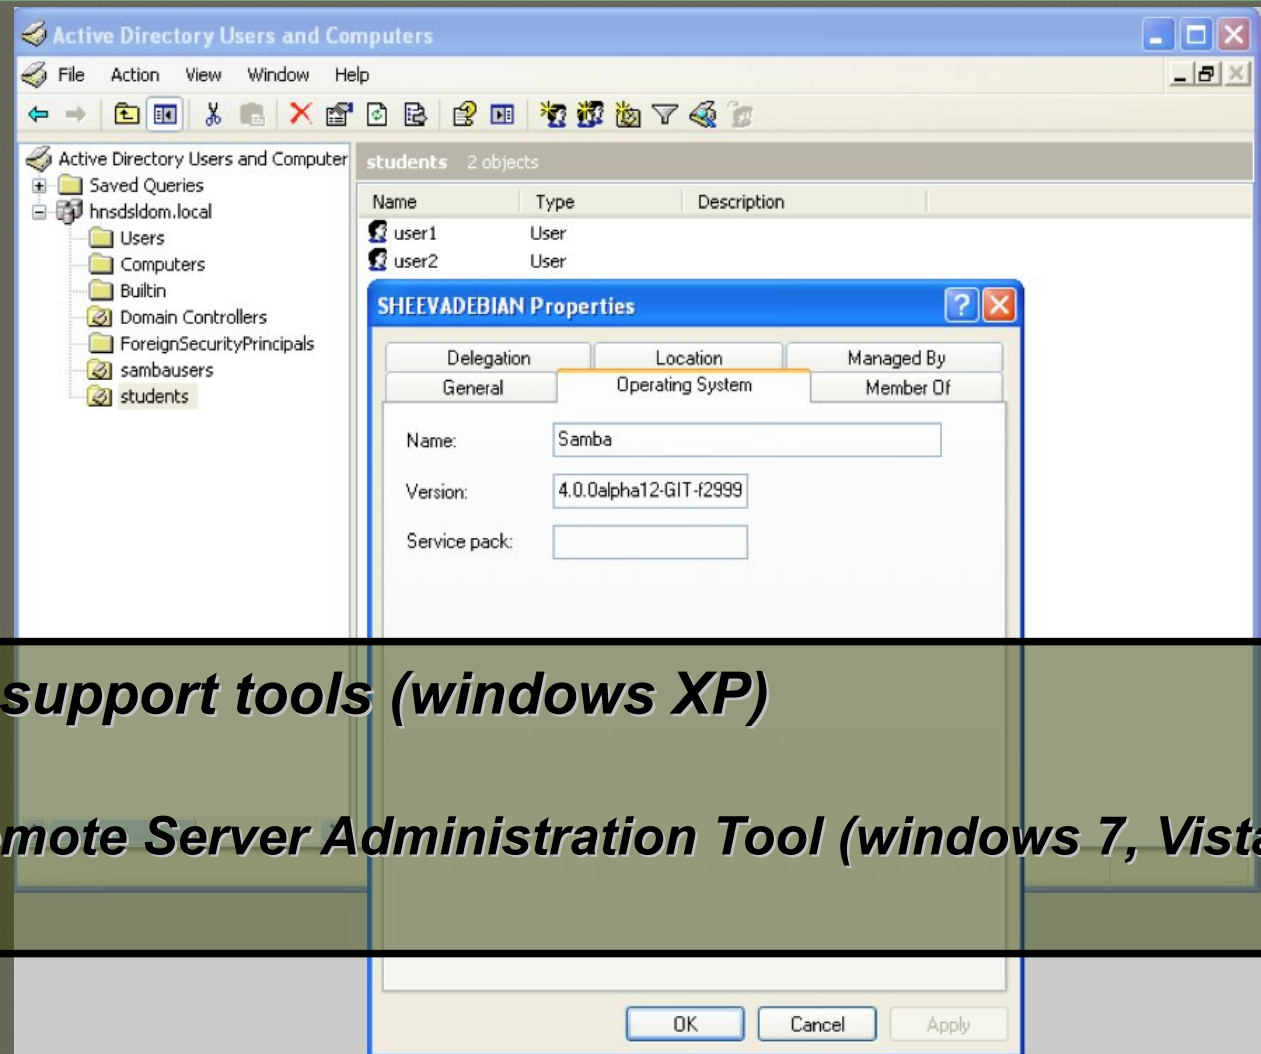 Active Directory Users and Computers
File Action View Window Help
Active Directory Users and Computer
Saved Queries
hnsdsldom.local
Users
Computers
Builtin
Domain Controllers
ForeignSecurityPrincipals
sambausers
students
students 2 objects
Name Type Description
user1 User
user2 User
SHEEVADEBIAN Properties
Delegation Location Managed By
General Operating System Member Of
Name: Samba
Version: 4.0.0alpha12-GIT-f2999
Service pack:
support tools (windows XP)
mote Server Administration Tool (windows 7, Vista
OK Cancel Apply